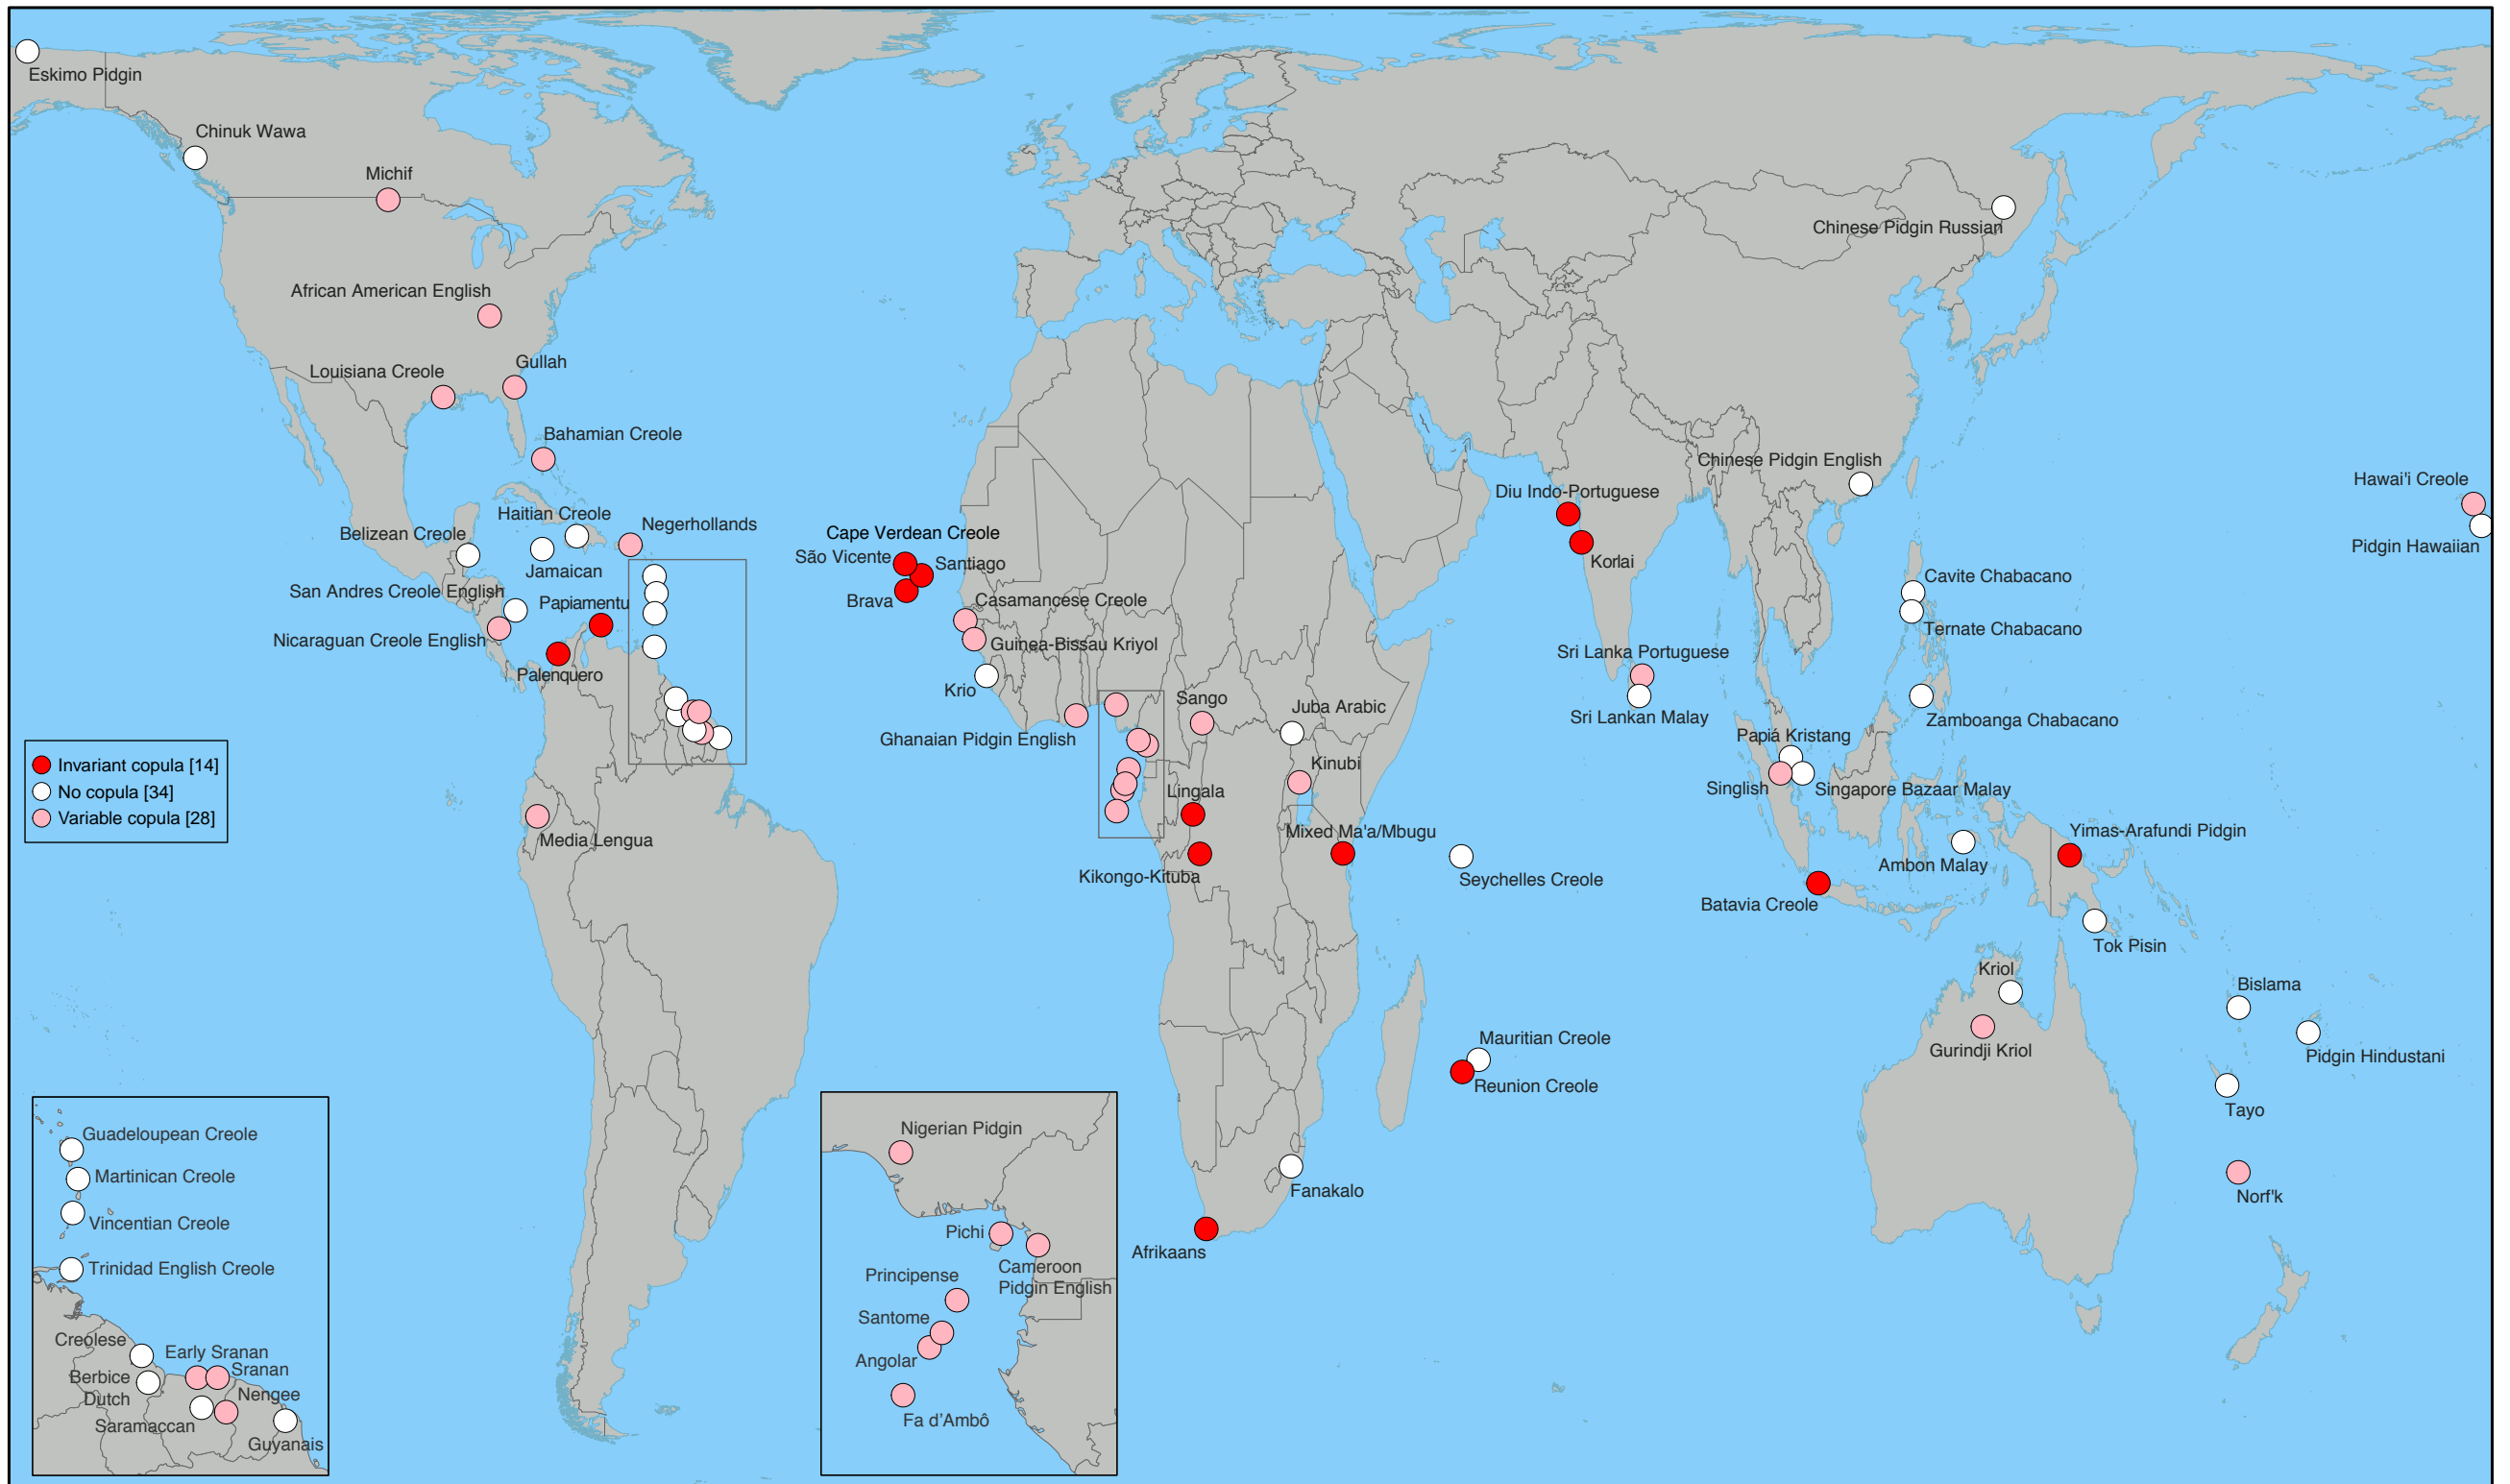 Eskimo Pidgin
Chinuk Wawa
Michif
Chinese Pidgin Russian
African American English
Gullah
Louisiana Creole
Bahamian Creole
Chinese Pidgin English
Hawai'i Creole
Diu Indo-Portuguese
Haitian Creole
Negerhollands
Belizean Creole
Cape Verdean Creole
São Vicente
Santiago
Pidgin Hawaiian
Korlai
Jamaican
Cavite Chabacano
San Andres Creole English
Papiamentu
Brava
Casamancese Creole
Ternate Chabacano
Nicaraguan Creole English
Guinea-Bissau Kriyol
Sri Lanka Portuguese
Palenquero
Krio
Sango
Juba Arabic
Sri Lankan Malay
Zamboanga Chabacano
Ghanaian Pidgin English
Papiá Kristang
Invariant copula [14]
No copula [34]
Variable copula [28]
Kinubi
Lingala
Singlish
Singapore Bazaar Malay
Media Lengua
Mixed Ma'a/Mbugu
Yimas-Arafundi Pidgin
Ambon Malay
Kikongo-Kituba
Seychelles Creole
Batavia Creole
Tok Pisin
Kriol
Bislama
Mauritian Creole
Gurindji Kriol
Pidgin Hindustani
Reunion Creole
Tayo
Fanakalo
Norf'k
Afrikaans
Guadeloupean Creole
Martinican Creole
Vincentian Creole
Trinidad English Creole
Creolese
Early Sranan
Sranan
Berbice
Dutch
Nengee
Saramaccan
Guyanais
Nigerian Pidgin
Pichi
Cameroon
Pidgin English
Principense
Santome
Angolar
Fa d’Ambô